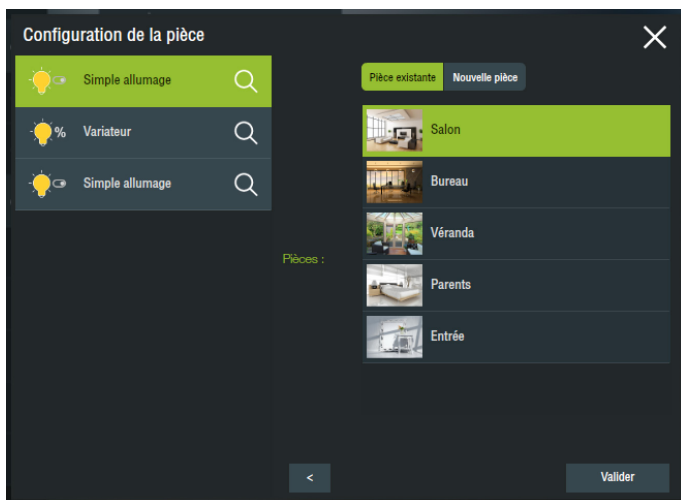 Configuration de la pièce
Simple allumage
% Variateur
Simple allumage
Pièce existante Nouvelle pièce
Pièces :
Salon
Bureau
Véranda
Parents
Entrée
< Valider